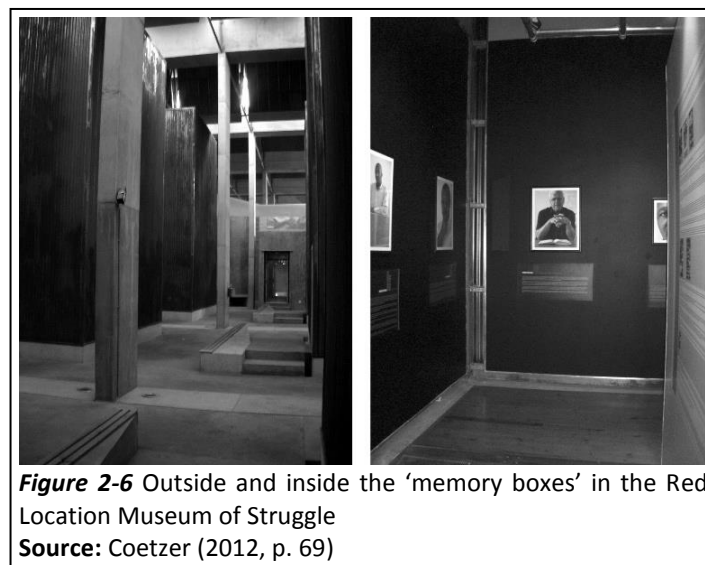 Figure 2-6 Outside and inside the ‘memory boxes’ in the Red
Location Museum of Struggle
Source: Coetzer (2012, p. 69)